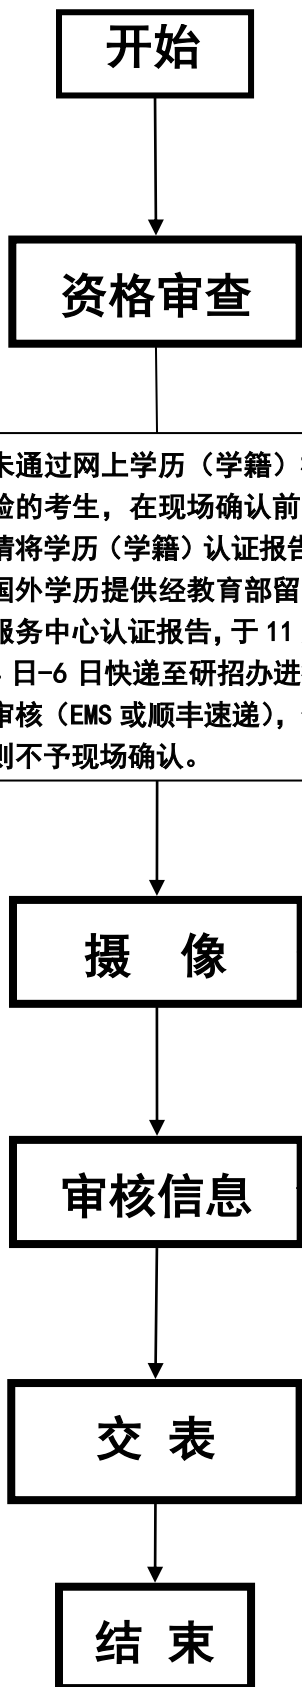 开始
资格审查
未通过网上学历（学籍）
验的考生，在现场确认前
请将学历（学籍）认证报告
国外学历提供经教育部留
服务中心认证报告，于 11
日-6 日快递至研招办进
审核（EMS 或顺丰速递），
则不予现场确认。
摄 像
审核信息
交 表
结 束